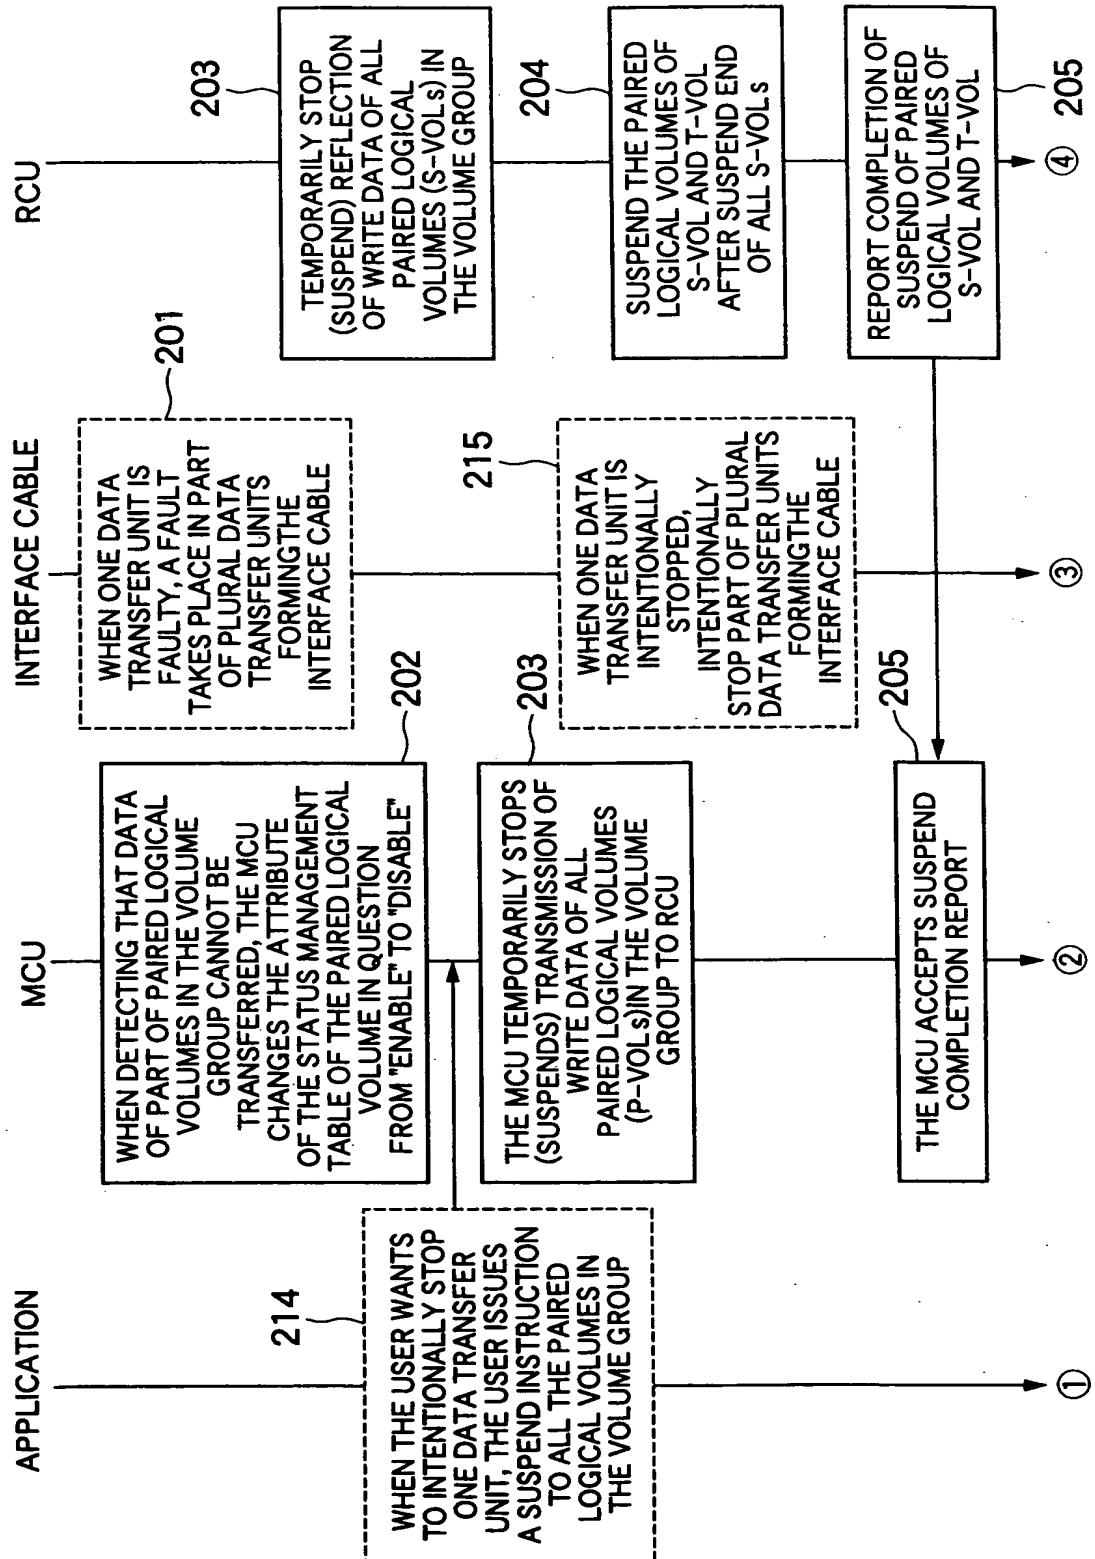 APPLICATION
214
WHEN THE USER WANTS
TO INTENTIONALLY STOP
ONE DATA TRANSFER
UNIT, THE USER ISSUES
A SUSPEND INSTRUCTION
TO ALL THE PAIRED
LOGICAL VOLUMES IN
THE VOLUME GROUP
①
MCU
WHEN DETECTING THAT DATA
OF PART OF PAIRED LOGICAL
VOLUMES IN THE VOLUME
GROUP CANNOT BE
TRANSFERRED, THE MCU
CHANGES THE ATTRIBUTE
OF THE STATUS MANAGEMENT
TABLE OF THE PAIRED LOGICAL
VOLUME IN QUESTION
FROM "ENABLE" TO "DISABLE"
202
THE MCU TEMPORARILY STOPS
(SUSPENDS) TRANSMISSION OF
WRITE DATA OF ALL
PAIRED LOGICAL VOLUMES
(P-VOLs)IN THE VOLUME
GROUP TO RCU
203
THE MCU ACCEPTS SUSPEND
COMPLETION REPORT
205
②
INTERFACE CABLE
WHEN ONE DATA
TRANSFER UNIT IS
FAULTY, A FAULT
TAKES PLACE IN PART
OF PLURAL DATA
TRANSFER UNITS
FORMINGTHE
INTERFACE CABLE
201
215
WHEN ONE DATA
TRANSFER UNIT IS
INTENTIONALLY
STOPPED,
INTENTIONALLY
STOP PART OF PLURAL
DATA TRANSFER UNITS
FORMINGTHE
INTERFACE CABLE
③
RCU
203
TEMPORARILY STOP
(SUSPEND) REFLECTION
OF WRITE DATA OF ALL
PAIRED LOGICAL
VOLUMES (S-VOLs) IN
THE VOLUME GROUP
204
SUSPEND THE PAIRED
LOGICAL VOLUMES OF
S-VOL AND T-VOL
AFTER SUSPEND END
OF ALL S-VOLs
REPORT COMPLETION OF
SUSPEND OF PAIRED
LOGICAL VOLUMES OF
S-VOL AND T-VOL
205
④